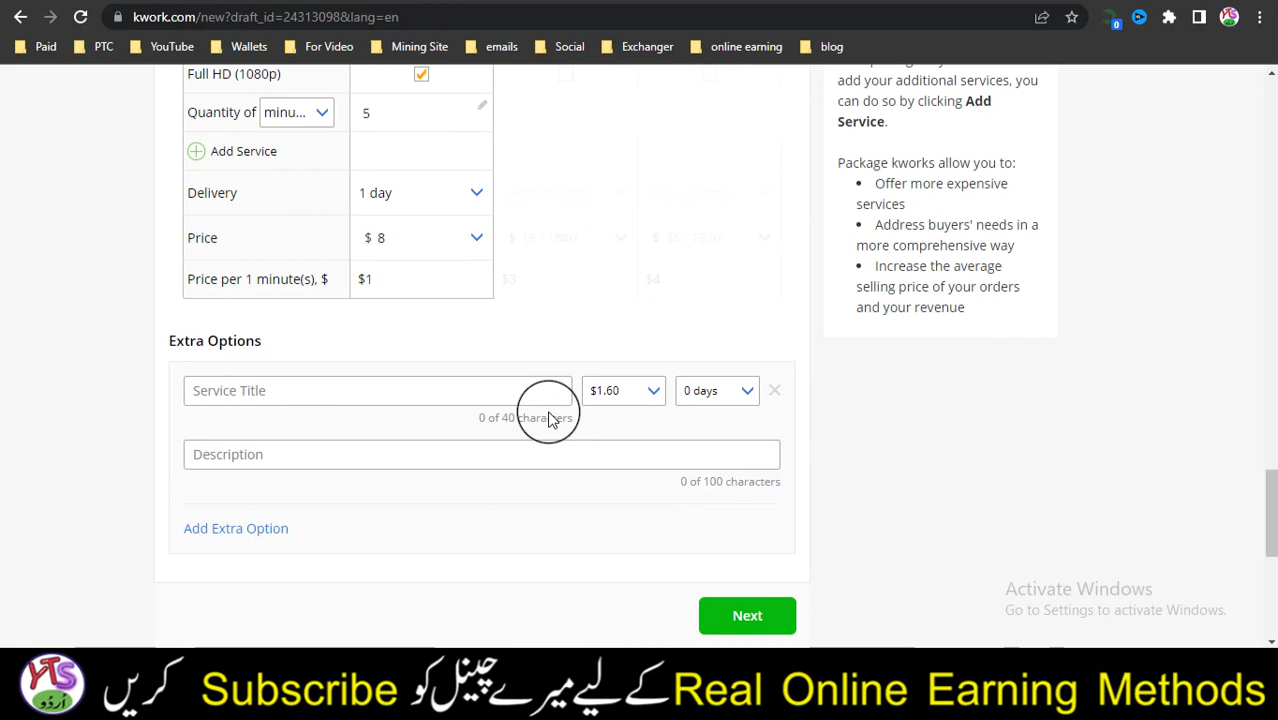 kwork.com/new?draft_id=24313098&lang=en
0
Paid PTC YouTube Wallets For Video Mining Site emails Social Exchanger online earning blog
add your additional services, you
can do so by clicking Add
Service.
Package kworks allow you to:
• Offer more expensive
services
• Address buyers' needs in a
more comprehensive way
• Increase the average
selling price of your orders
and your revenue
Full HD (1080p)
Quantity of minu... 5
Add Service
Delivery 1 day
Price $ 8
Price per 1 minute(s), $ $1 $3 $4
Extra Options
Service Title $1.60 0 days
0 of 40 characters
Description
0 of 100 characters
Add Extra Option
Next
Activate Windows
Go to Settings to activate Windows.
YTS
اُردُو
Real Online Earning Methods کے لیے میرے چینل کو Subscribe کریں